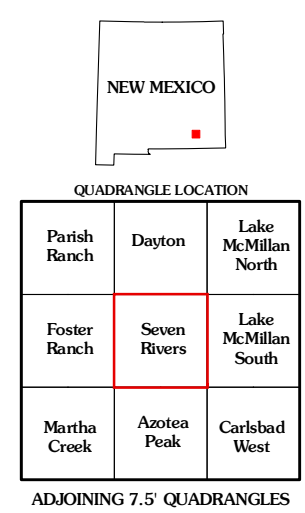 NEW MEXICO
QUADRANGLE LOCATION
Parish
Ranch
Dayton
Lake
McMillan
North
Foster
Ranch
Seven
Rivers
Lake
McMillan
South
Martha
Creek
Azotea
Peak
Carlsbad
West
ADJOINING 7.5' QUADRANGLES